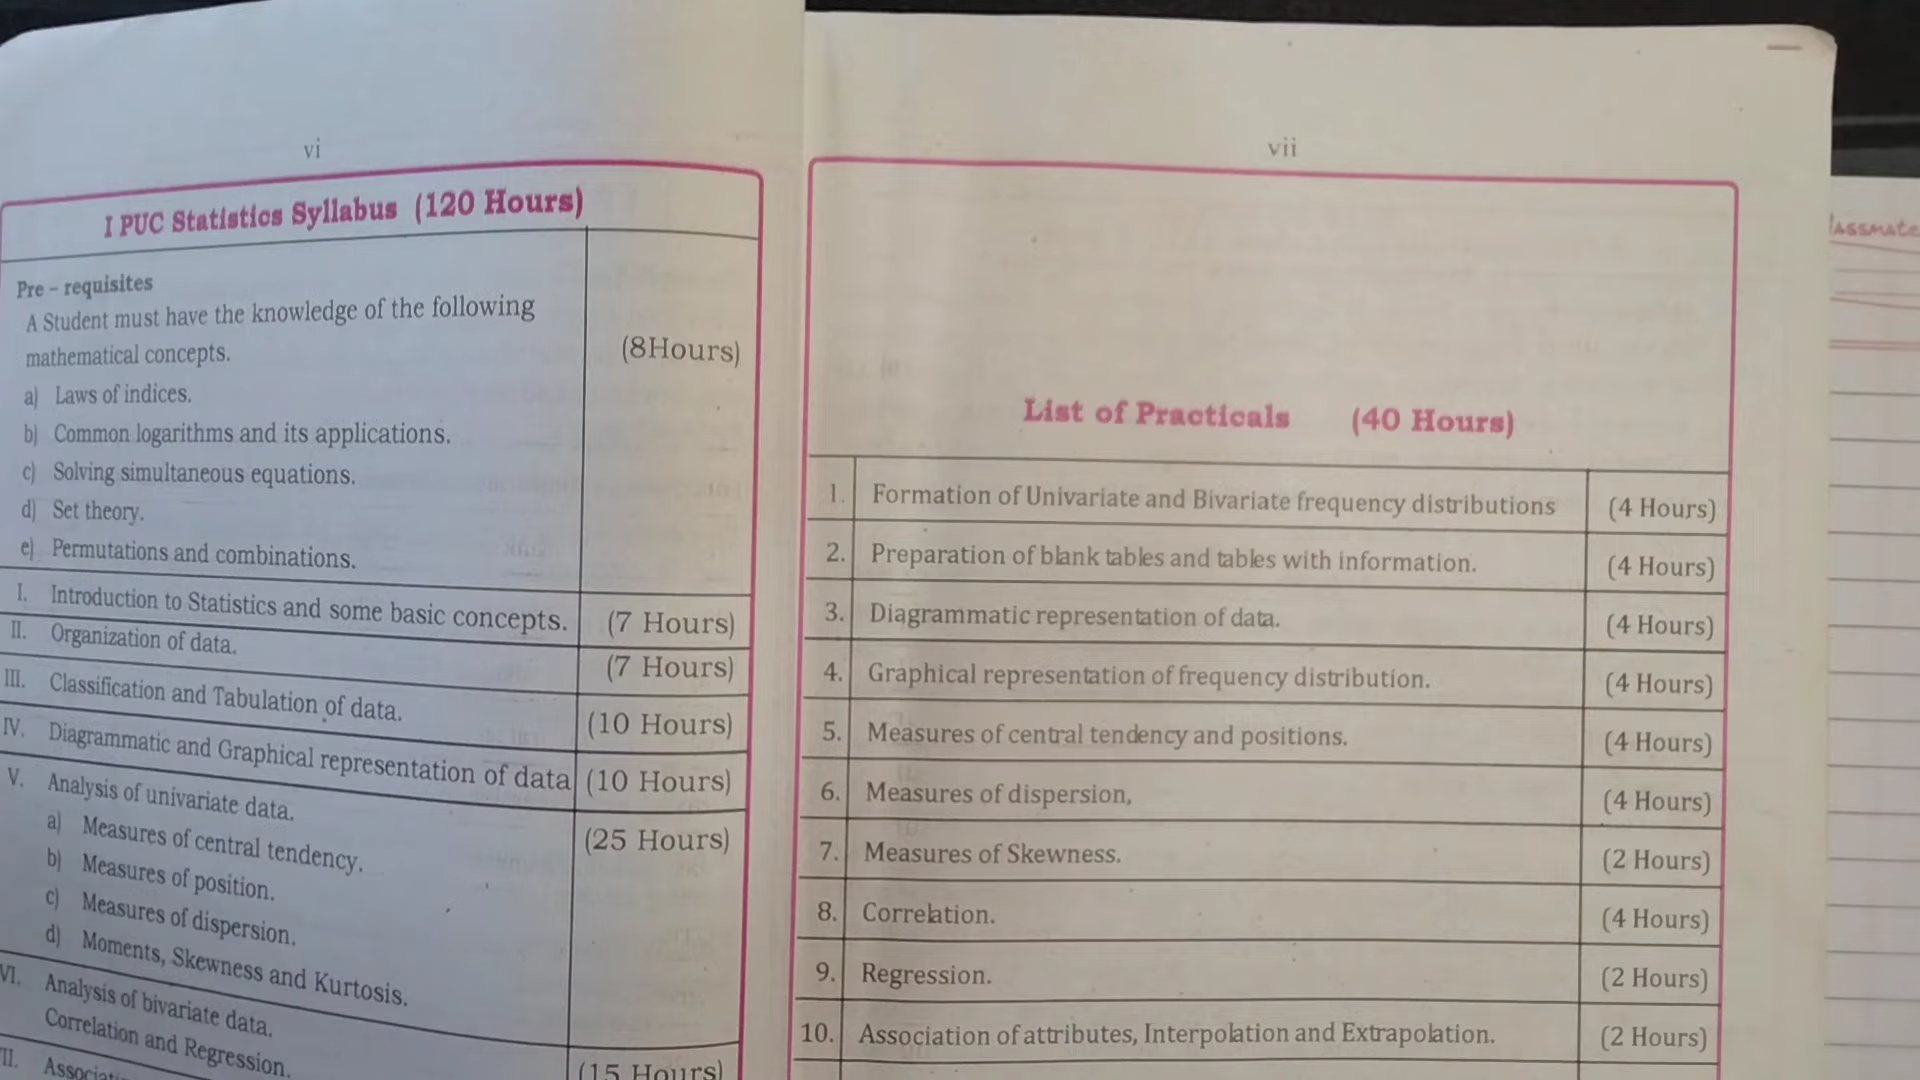 vi
I PUC Statistics Syllabus (120 Hours)
Pre - requisites
A Student must have the knowledge of the following
mathematical concepts.
(8Hours)
a) Laws of indices.
b) Common logarithms and its applications.
c) Solving simultaneous equations.
d) Set theory.
e) Permutations and combinations.
I. Introduction to Statistics and some basic concepts. (7 Hours)
II. Organization of data. (7 Hours)
III. Classification and Tabulation of data. (10 Hours)
IV. Diagrammatic and Graphical representation of data (10 Hours)
V. Analysis of univariate data. (25 Hours)
a) Measures of central tendency.
b) Measures of position.
c) Measures of dispersion.
d) Moments, Skewness and Kurtosis.
VI. Analysis of bivariate data.
Correlation and Regression. (15 Hours)
vii
List of Practicals (40 Hours)
1. Formation of Univariate and Bivariate frequency distributions (4 Hours)
2. Preparation of blank tables and tables with information. (4 Hours)
3. Diagrammatic representation of data. (4 Hours)
4. Graphical representation of frequency distribution. (4 Hours)
5. Measures of central tendency and positions. (4 Hours)
6. Measures of dispersion, (4 Hours)
7. Measures of Skewness. (2 Hours)
8. Correlation. (4 Hours)
9. Regression. (2 Hours)
10. Association of attributes, Interpolation and Extrapolation. (2 Hours)